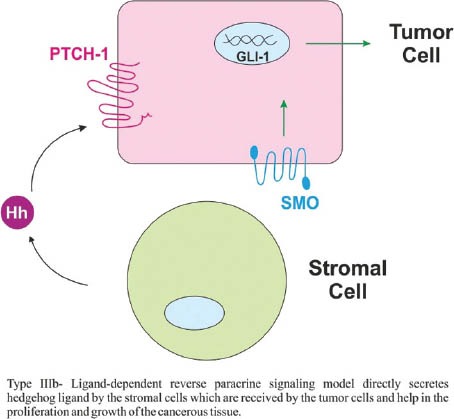 PTCH-1
GLI-1
Tumor
Cell
SMO
Hh
Stromal
Cell
Type IIIb- Ligand-dependent reverse paracrine signaling model directly secretes
hedgehog ligand by the stromal cells which are received by the tumor cells and help in the
proliferation and growth of the cancerous tissue.